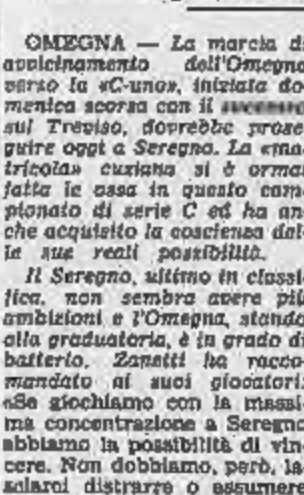 OMEGNA — La marcia di
avvicinamento dell'Omegna
verso la «C-uno», iniziata do-
menica scorsa con il
sul Treviso, dovrebbe prose-
guire oggi a Seregno. La «ma-
tricola» cusiana si è ormai
fatta le ossa in questo cam-
pionato di serie C ed ha an-
che acquisito la coscienza del-
le sue reali possibilità.
Il Seregno, ultimo in classi-
fica, non sembra avere più
ambizioni e l'Omegna, stando
alla graduatoria, è in grado di
batterlo. Zanetti ha racco-
mandato ai suoi giocatori:
«Se giochiamo con la massi-
ma concentrazione a Seregno
abbiamo la possibilità di vin-
cere. Non dobbiamo, però, la-
sciarci distrarre o assumere